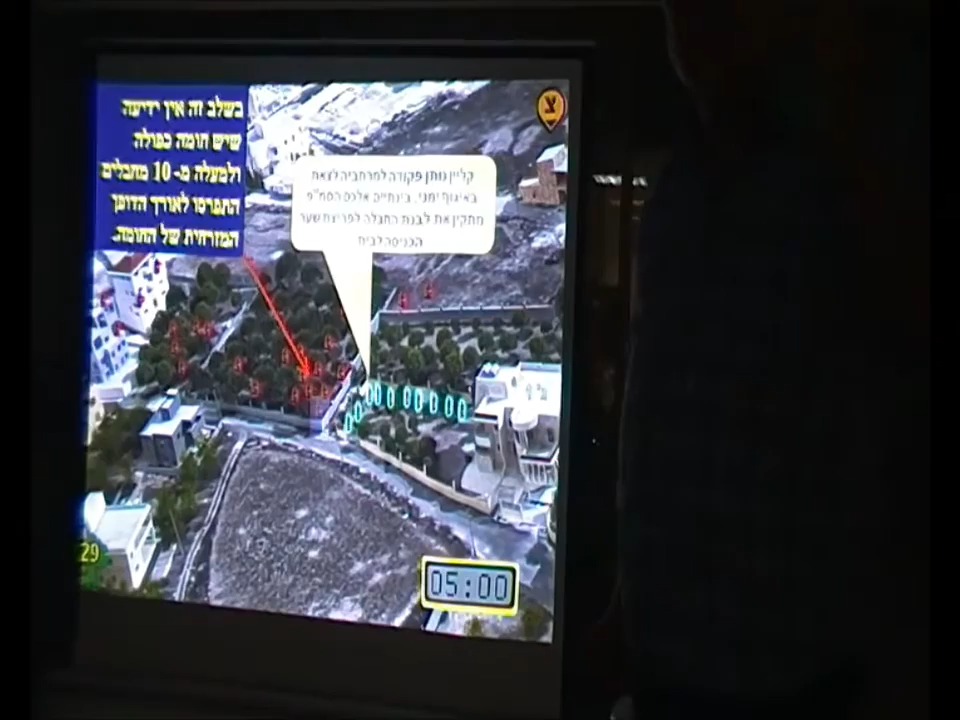 בשלב זה אין ידיעה
שיש חומה כפולה
ולמעלה מ- 10 מחבלים
התפרסו לאורך הדופן
המזרחית של החומה.
צ
קליין נותן פקודה למרחביה לצאת
באיגוף ימני. בינתיים אלכס הסמ"פ
מתקין את לבנת החבלה לפריצת שער
הכניסה לבית
29
05:00